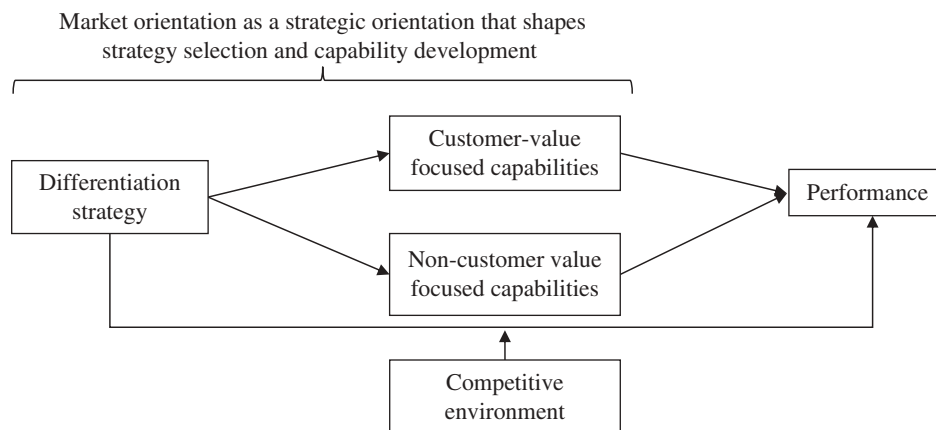 Market orientation as a strategic orientation that shapes
strategy selection and capability development
Customer-value
focused capabilities
Differentiation
strategy
Performance
Non-customer value
focused capabilities
Competitive
environment